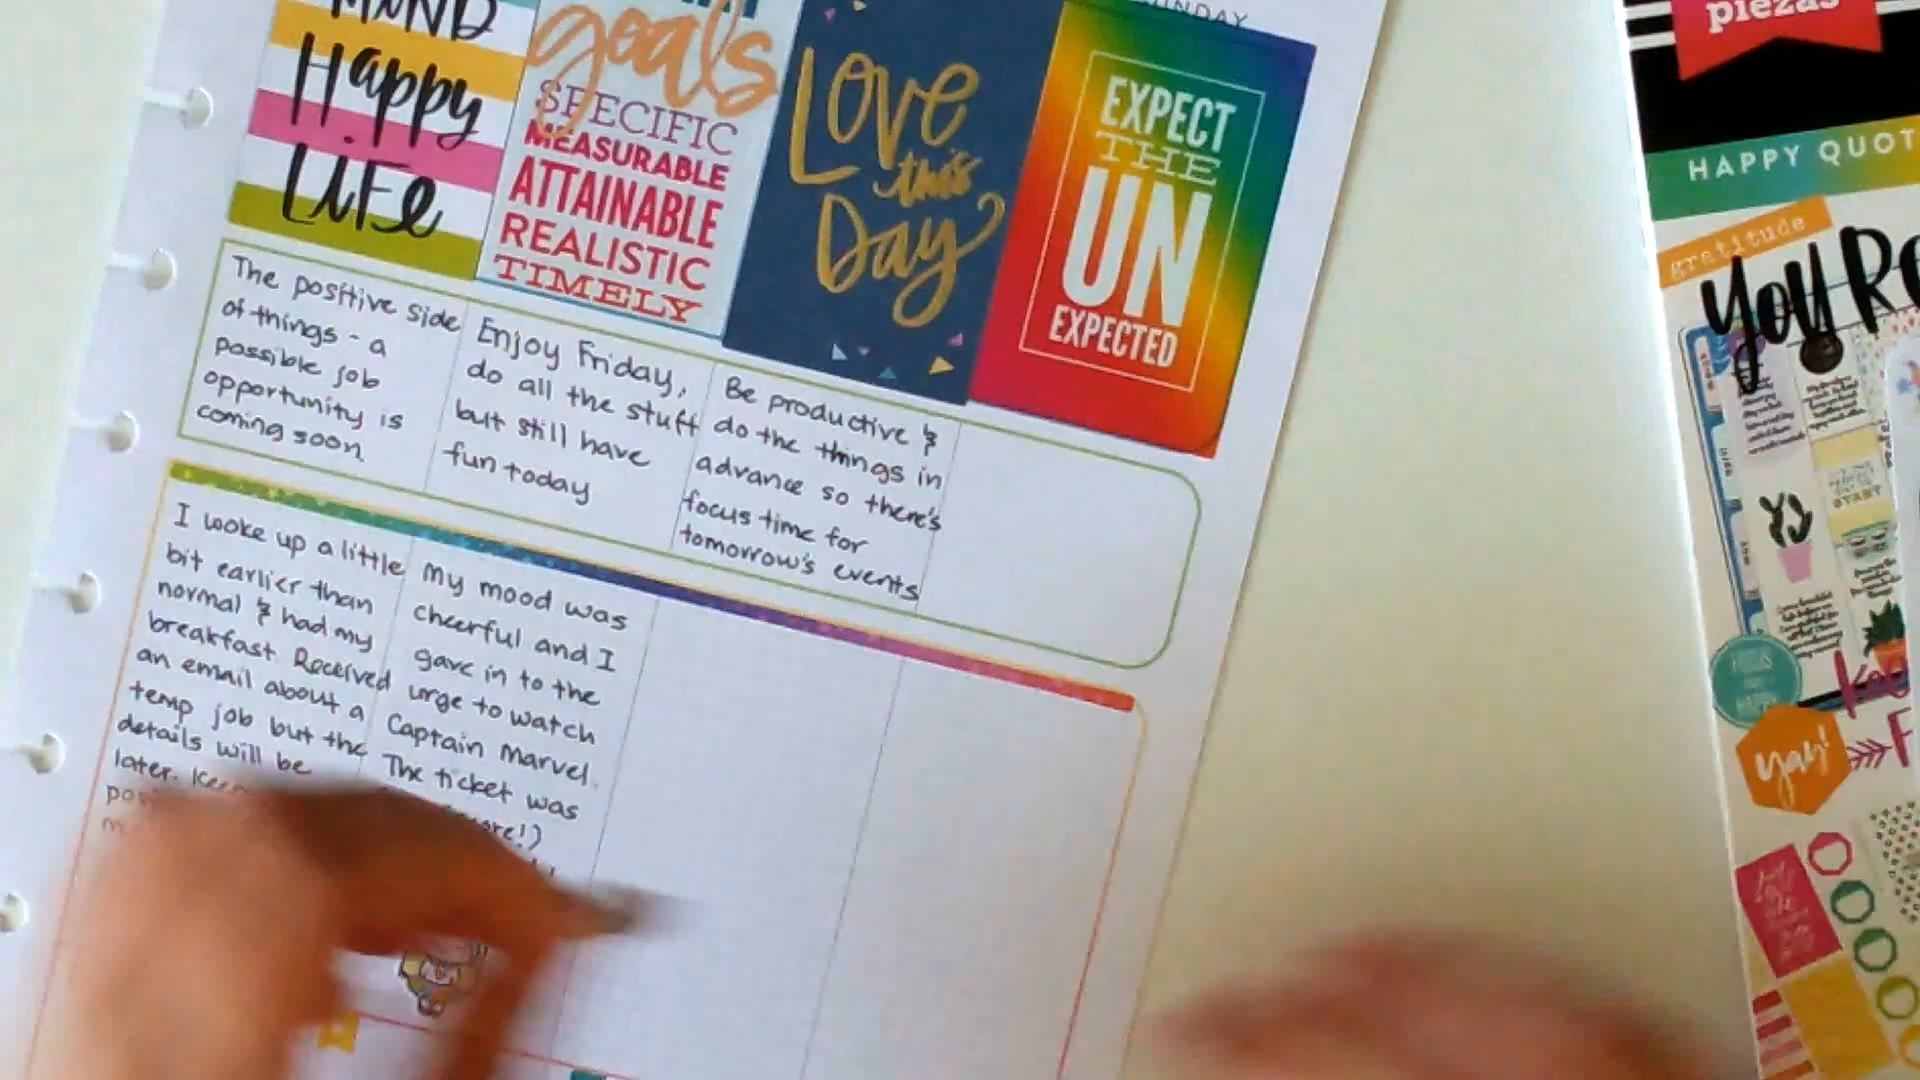 MIND
Happy
Life
goals
SPECIFIC
MEASURABLE
ATTAINABLE
REALISTIC
TIMELY
Love
this
Day
EXPECT
THE
UN
EXPECTED
The positive side
of things - a
possible job
opportunity is
coming soon.
Enjoy Friday,
do all the stuff
but still have
fun today
Be productive &
do the things in
advance so there's
focus time for
tomorrow's events
I woke up a little
bit earlier than
normal & had my
breakfast. Received
an email about a
temp job but the
details will be
later.
My mood was
cheerful and I
gave in to the
urge to watch
Captain Marvel.
The ticket was
piezas
HAPPY QUOT
gratitude
You
yay!